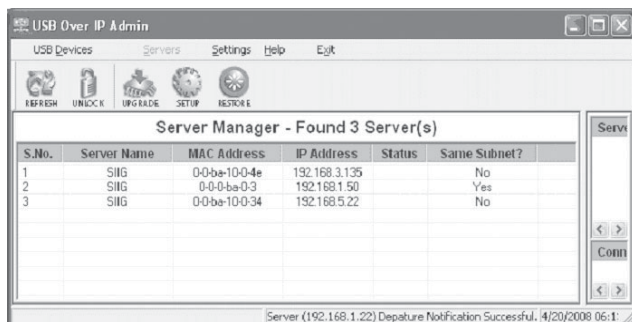 USB Over IP Admin
USB Devices Servers Settings Help Exit
REFRESH UNLOCK UPGRADE SETUP RESTORE
Server Manager - Found 3 Server(s)
S.No. Server Name MAC Address IP Address Status Same Subnet?
1 SIIG 0-0-ba-10-0-4e 192.168.3.135 No
2 SIIG 0-0-0-ba-0-3 192.168.1.50 Yes
3 SIIG 0-0-ba-10-0-34 192.168.5.22 No
Serve
Conn
Server (192.168.1.22) Depature Notification Successful. 4/20/2008 06:1